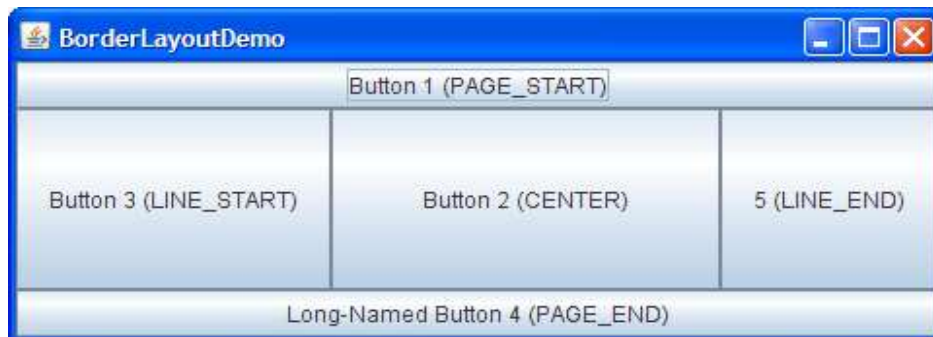 BorderLayoutDemo
Button 1 (PAGE_START)
Button 3 (LINE_START)
Button 2 (CENTER)
5 (LINE_END)
Long-Named Button 4 (PAGE_END)